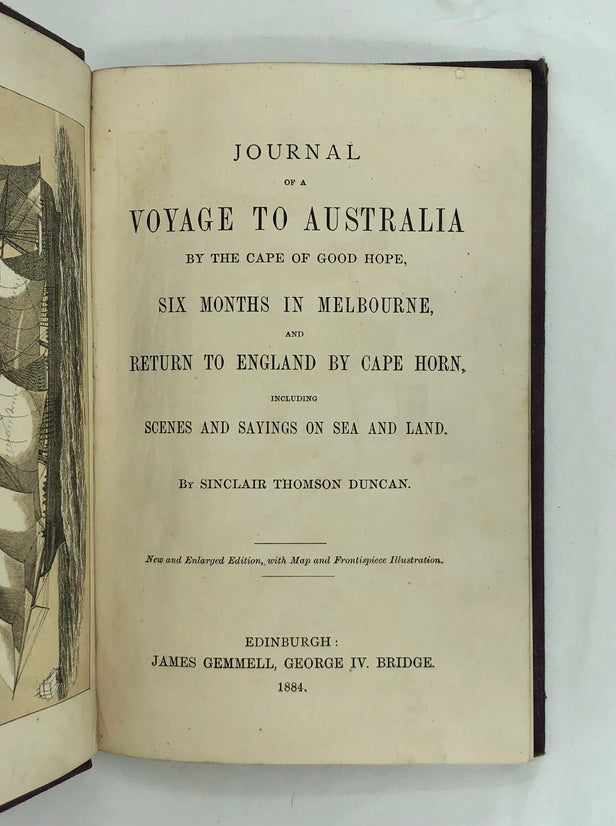 JOURNAL
OF A
VOYAGE TO AUSTRALIA
BY THE CAPE OF GOOD HOPE,
SIX MONTHS IN MELBOURNE,
AND
RETURN TO ENGLAND BY CAPE HORN,
INCLUDING
SCENES AND SAYINGS ON SEA AND LAND.
By SINCLAIR THOMSON DUNCAN.
New and Enlarged Edition, with Map and Frontispiece Illustration.
EDINBURGH:
JAMES GEMMELL, GEORGE IV. BRIDGE.
1884.